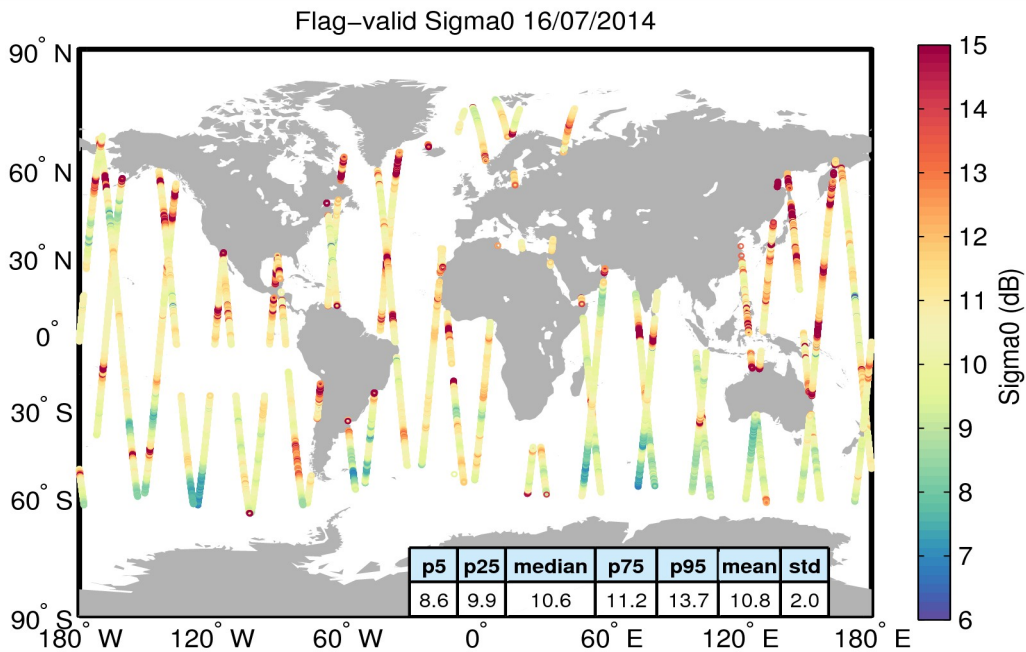 Flag−valid Sigma0 16/07/2014
90° N
60° N
30° N
0°
30° S
60° S
90° S
180° W
120° W
60° W
0°
60° E
120° E
180° E
p5 p25 median p75 p95 mean std
8.6 9.9 10.6 11.2 13.7 10.8 2.0
15
14
13
12
11
10
9
8
7
6
Sigma0 (dB)